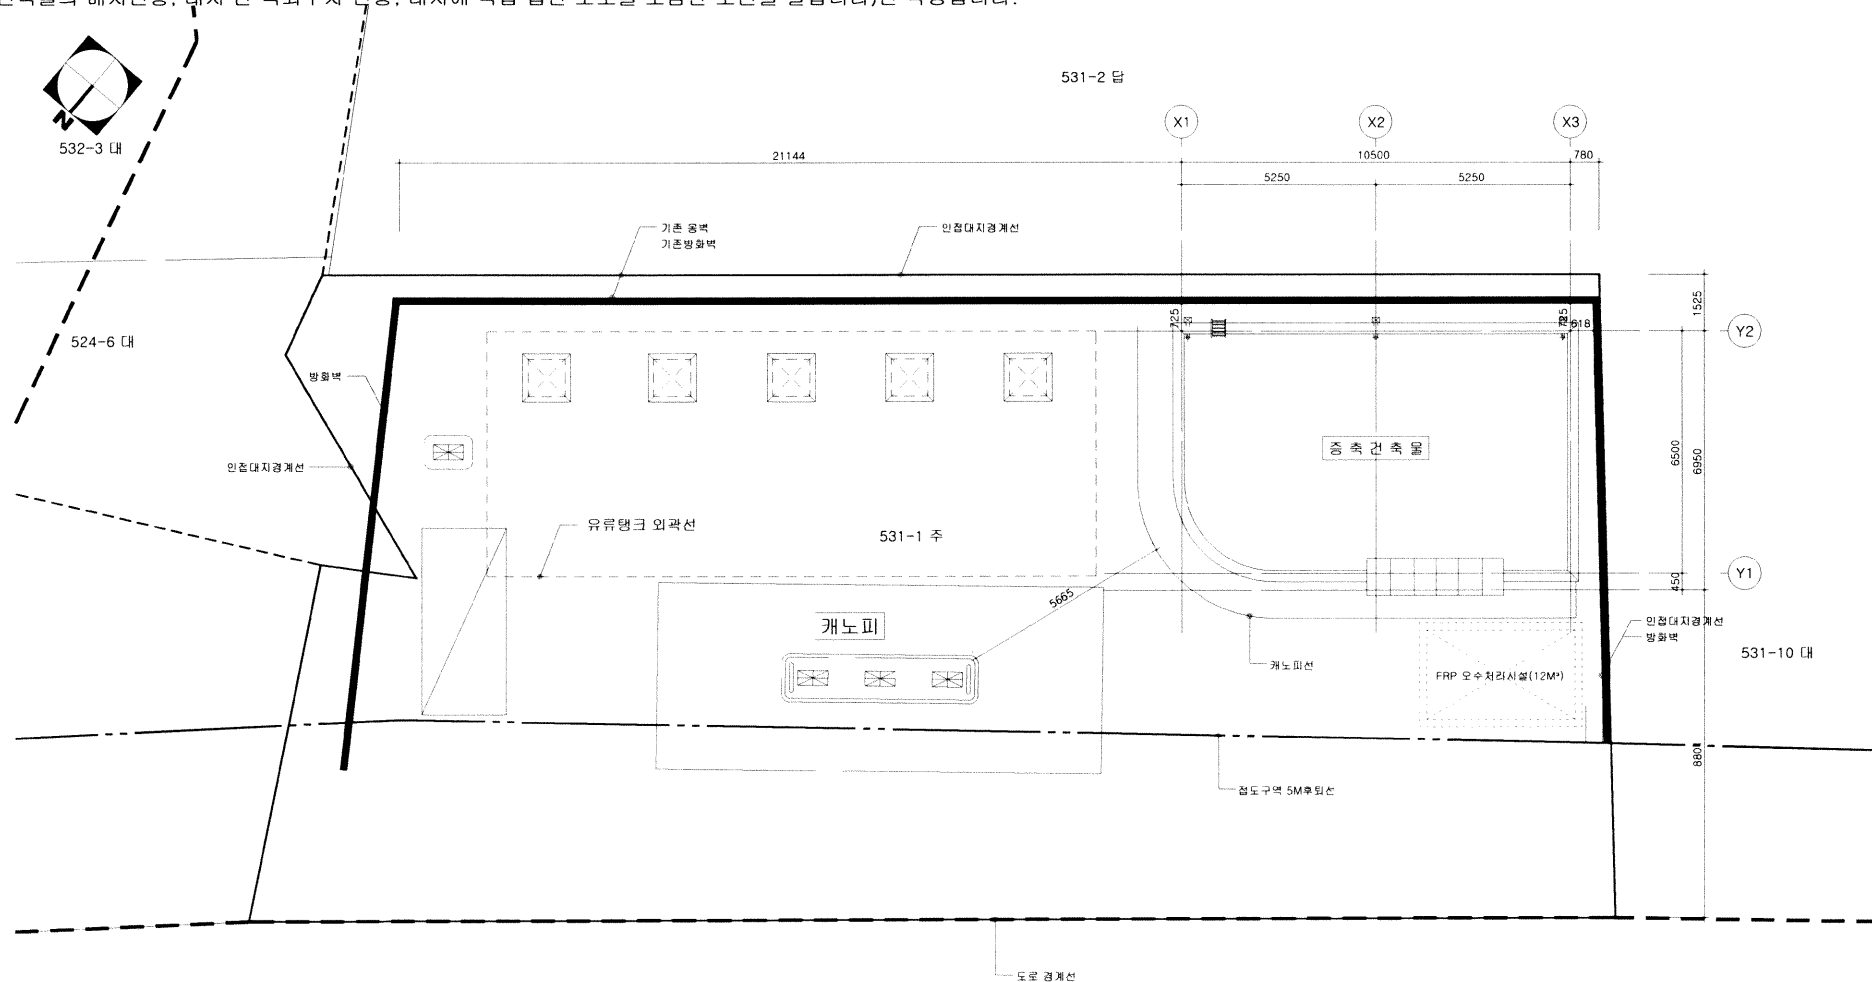 531-2 답
N
532-3 대
X1
X2
X3
21144
10500
780
5250
5250
기존 옹벽
기존방화벽
인접대지경계선
1525
725
618
Y2
524-6 대
방화벽
인접대지경계선
증축건축물
6500
6950
유류탱크 외곽선
531-1 주
Y1
450
5665
캐노피
캐노피선
인접대지경계선
방화벽
531-10 대
FRP 오수처리시설(12M³)
접도구역 5M후퇴선
도로 경계선